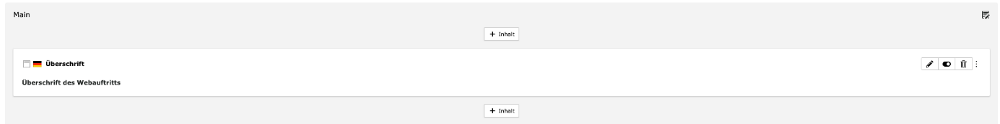 Main
+ Inhalt
Überschrift
Überschrift des Webauftritts
+ Inhalt